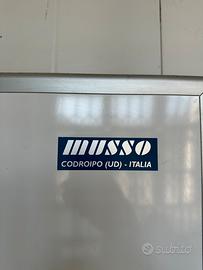 musso
CODROIPO (UD) - ITALIA
subito